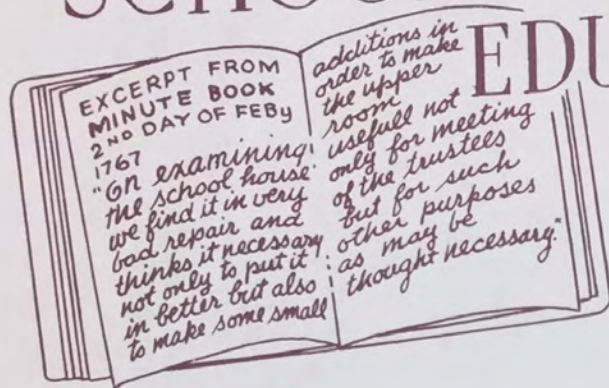 EDU
EXCERPT FROM
MINUTE BOOK
2ND DAY OF FEBy
1767
"On examining
the school house
we find it in very
bad repair and
thinks it necessary
not only to put it
in better but also
to make some small
additions in
order to make
the upper
room
usefull not
only for meeting
of the trustees
but for such
other purposes
as may be
thought necessary."